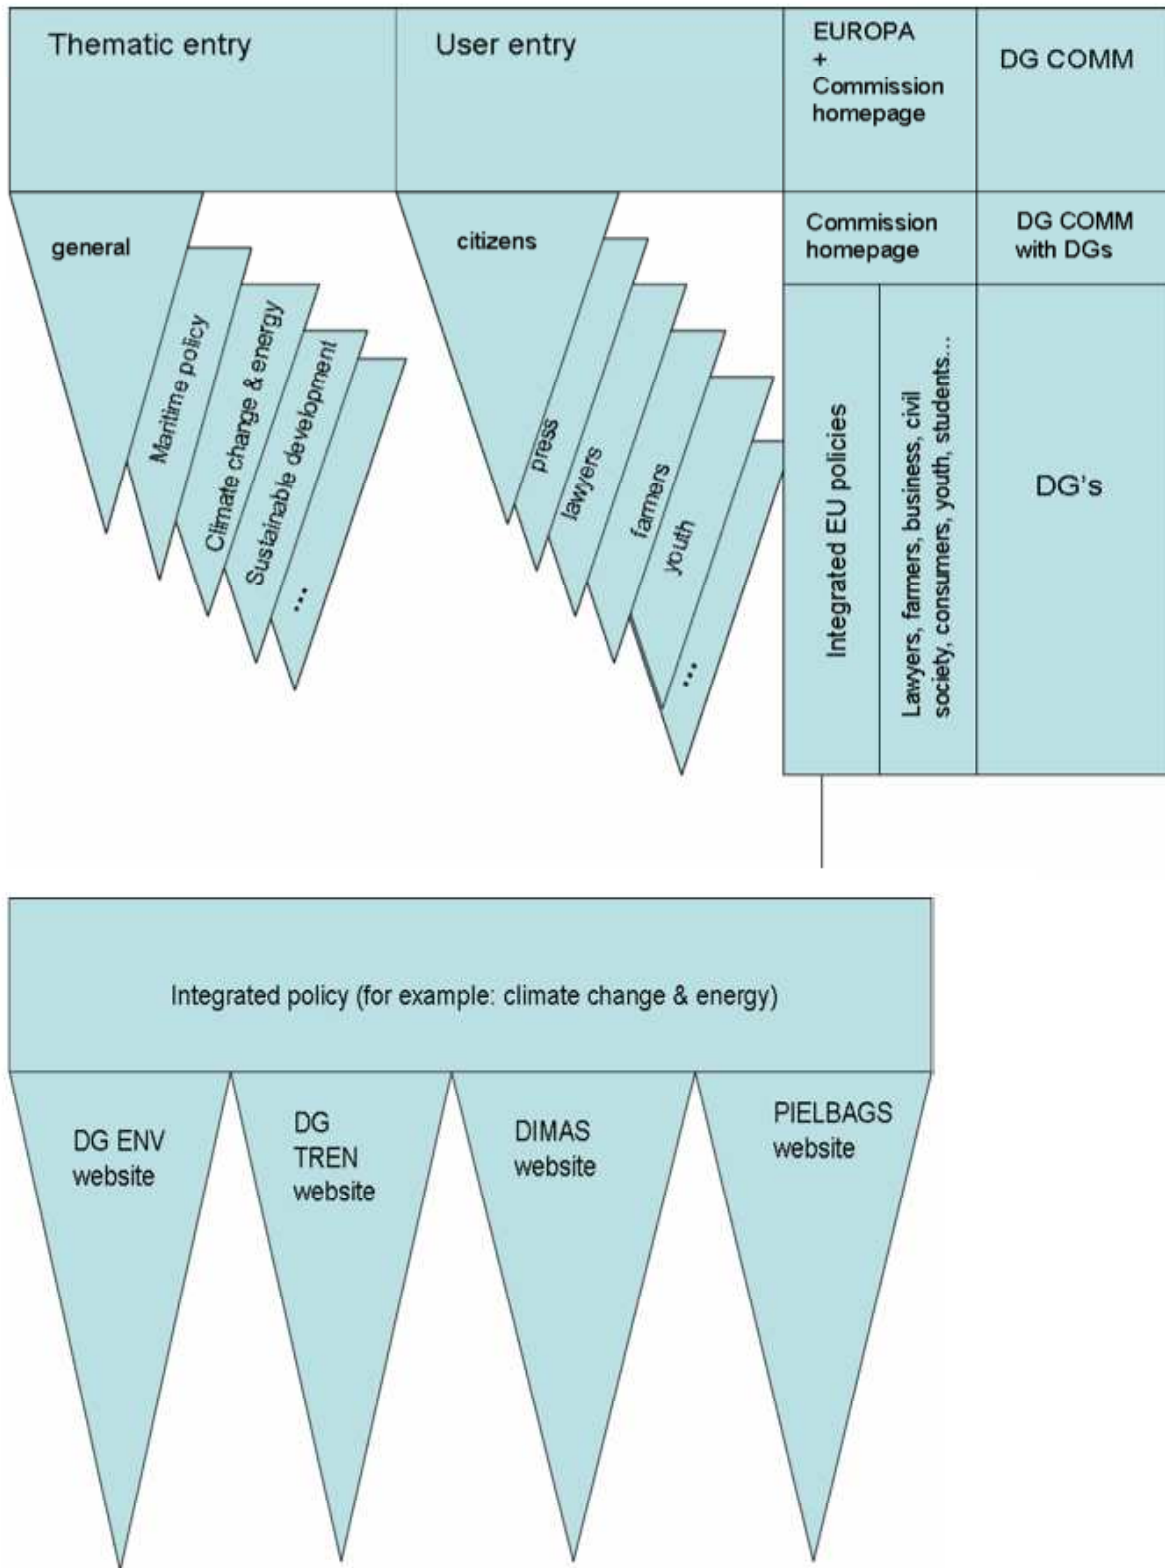 Thematic entry
User entry
EUROPA
+
Commission
homepage
DG COMM
general
Maritime policy
Climate change & energy
Sustainable development
...
citizens
press
lawyers
farmers
youth
...
Commission
homepage
DG COMM
with DGs
Integrated EU policies
Lawyers, farmers, business, civil
society, consumers, youth, students...
DG's
Integrated policy (for example: climate change & energy)
DG ENV
website
DG
TREN
website
DIMAS
website
PIELBAGS
website